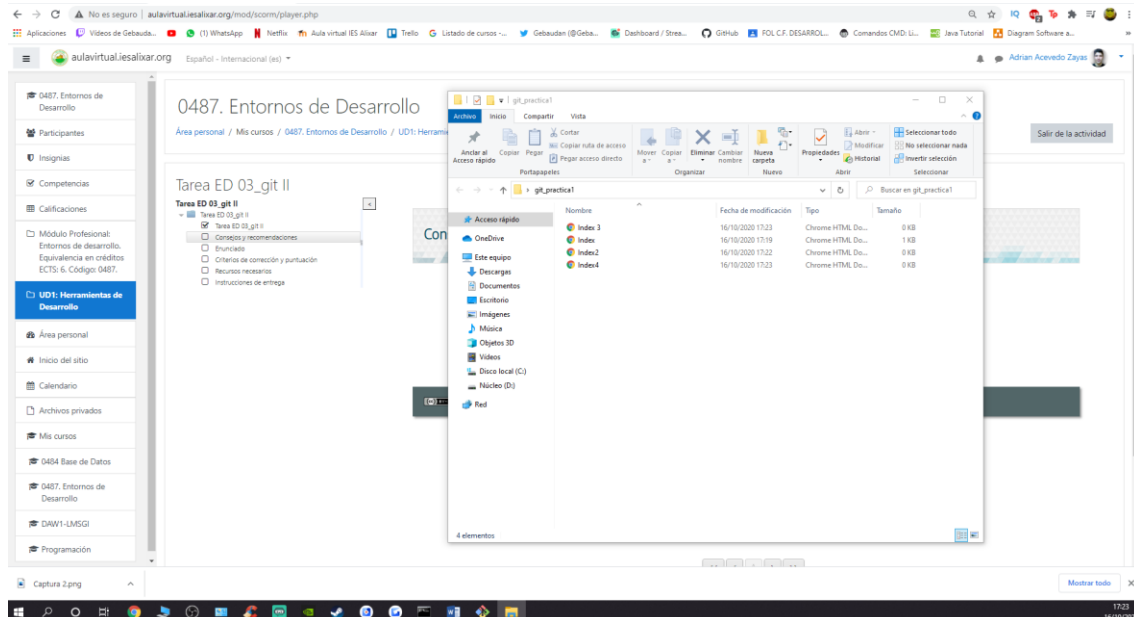 No es seguro | aulavirtual.iesalixar.org/mod/scorm/player.php
Aplicaciones Vídeos de Gebauda... (1) WhatsApp Netflix Aula virtual IES Alixar Trello Listado de cursos -... Gebaudan (@Geba... Dashboard / Strea... GitHub FOL C.F. DESARROL... Comandos CMD: Li... Java Tutorial Diagram Software a...
aulavirtual.iesalixar.org Español - Internacional (es) Adrian Acevedo Zayas
0487. Entornos de Desarrollo
Participantes
Insignias
Competencias
Calificaciones
Módulo Profesional: Entornos de desarrollo. Equivalencia en créditos ECTS: 6. Código: 0487.
UD1: Herramientas de Desarrollo
Área personal
Inicio del sitio
Calendario
Archivos privados
Mis cursos
0484 Base de Datos
0487. Entornos de Desarrollo
DAW1-LMSGI
Programación
0487. Entornos de Desarrollo
Área personal / Mis cursos / 0487. Entornos de Desarrollo / UD1: Herramie
Salir de la actividad
Tarea ED 03_git II
Tarea ED 03_git II
Tarea ED 03_git II
Tarea ED 03_git II
Consejos y recomendaciones
Enunciado
Criterios de corrección y puntuación
Recursos necesarios
Instrucciones de entrega
Con
git_practica1
Archivo Inicio Compartir Vista
Anclar al Acceso rápido
Copiar
Pegar
Cortar
Copiar ruta de acceso
Pegar acceso directo
Portapapeles
Mover a
Copiar a
Eliminar
Cambiar nombre
Organizar
Nueva carpeta
Nuevo
Propiedades
Abrir
Modificar
Historial
Abrir
Seleccionar todo
No seleccionar nada
Invertir selección
Seleccionar
git_practica1
Buscar en git_practica1
Acceso rápido
OneDrive
Este equipo
Descargas
Documentos
Escritorio
Imágenes
Música
Objetos 3D
Vídeos
Disco local (C:)
Núcleo (D:)
Red
Nombre Fecha de modificación Tipo Tamaño
Index 3 16/10/2020 17:23 Chrome HTML Do... 0 KB
Index 16/10/2020 17:19 Chrome HTML Do... 1 KB
Index2 16/10/2020 17:22 Chrome HTML Do... 0 KB
Index4 16/10/2020 17:23 Chrome HTML Do... 0 KB
4 elementos
Captura 2.png
Mostrar todo
17:23